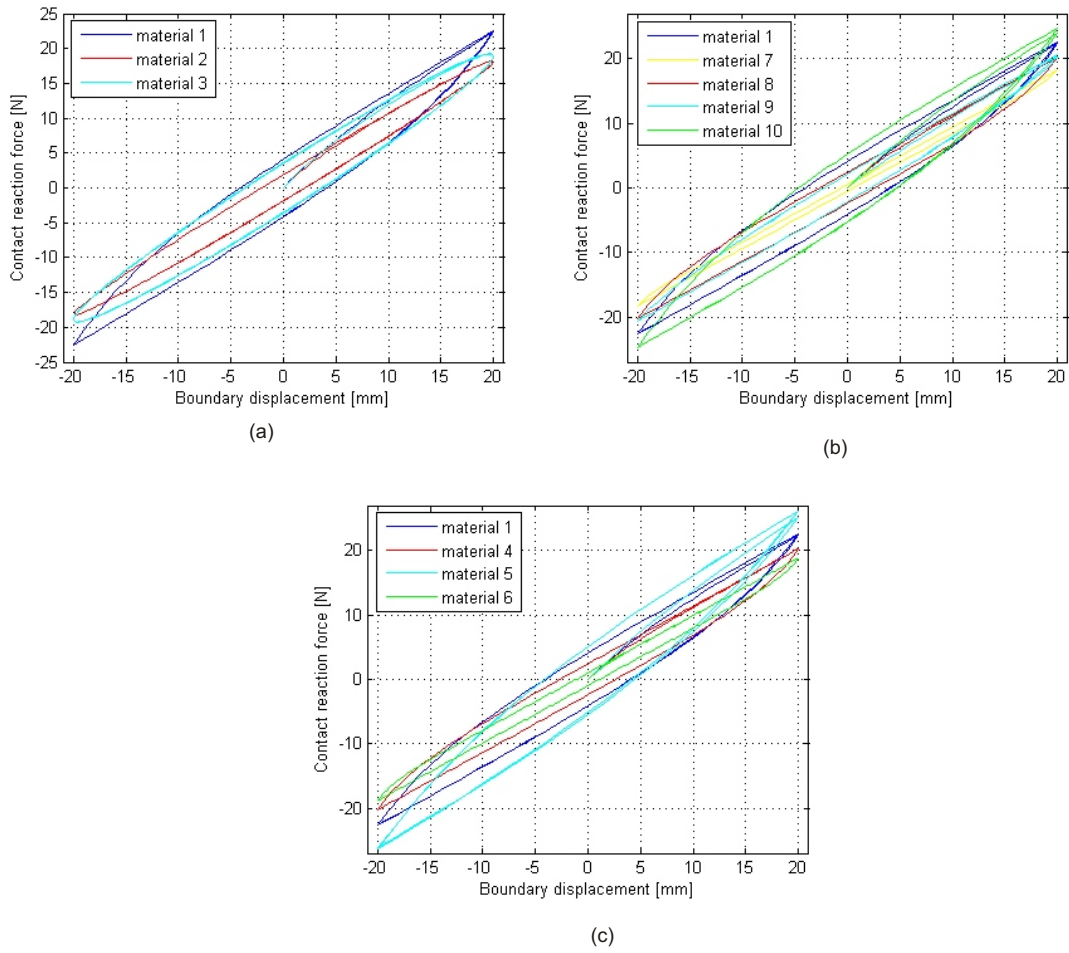 25
20
15
10
5
0
-5
-10
-15
-20
-25
Contact reaction force [N]
material 1
material 2
material 3
-20 -15 -10 -5 0 5 10 15 20
Boundary displacement [mm]
(a)
20
10
0
-10
-20
Contact reaction force [N]
material 1
material 7
material 8
material 9
material 10
-20 -15 -10 -5 0 5 10 15 20
Boundary displacement [mm]
(b)
20
10
0
-10
-20
Contact reaction force [N]
material 1
material 4
material 5
material 6
-20 -15 -10 -5 0 5 10 15 20
Boundary displacement [mm]
(c)